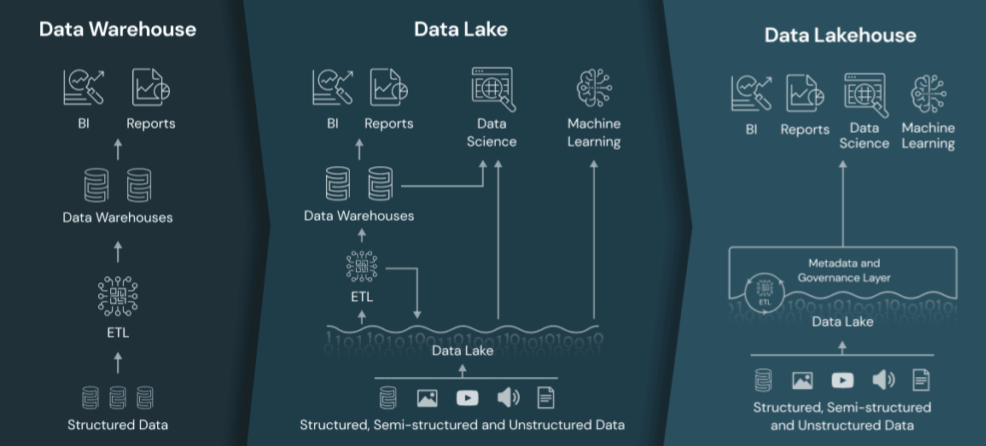 Data Warehouse
BI
Reports
Data Warehouses
ETL
Structured Data
Data Lake
BI
Reports
Data
Science
Machine
Learning
Data Warehouses
ETL
Data Lake
Structured, Semi-structured and Unstructured Data
Data Lakehouse
BI
Reports
Data
Science
Machine
Learning
Metadata and
Governance Layer
ETL
Data Lake
Structured, Semi-structured
and Unstructured Data